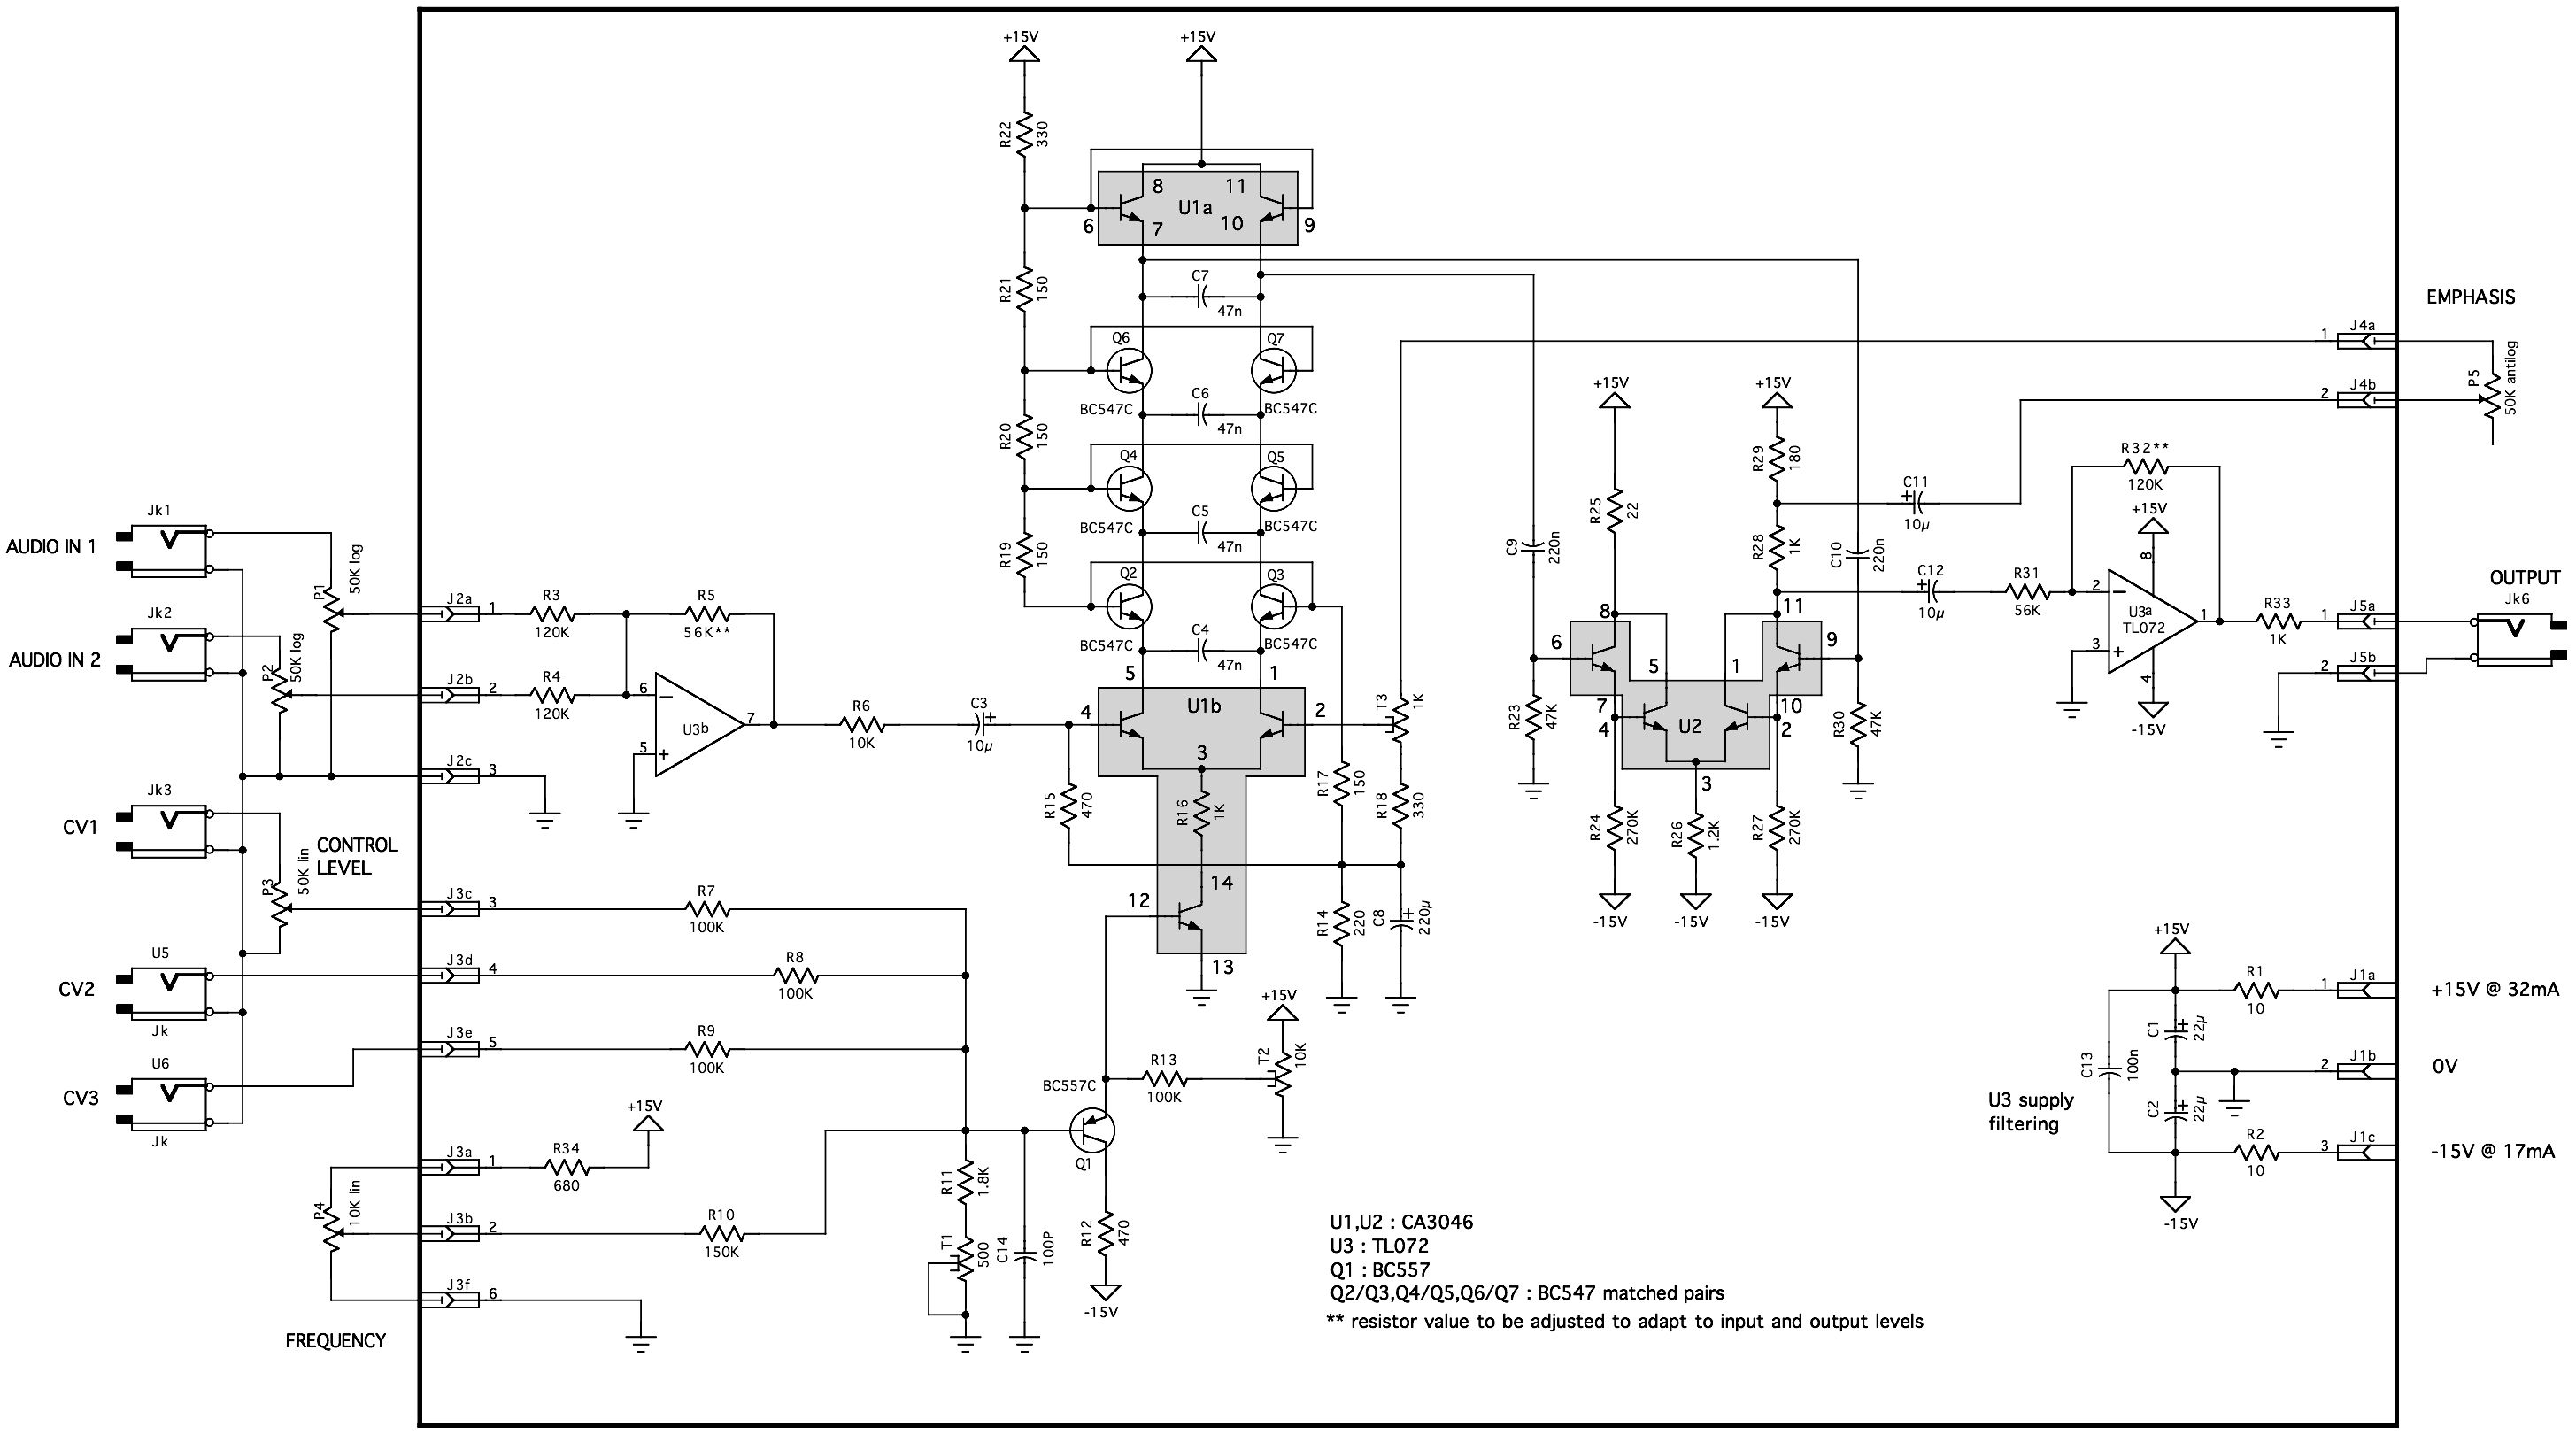 +15V
+15V
R22
330
8
11
U1a
6
7
10
9
R21
150
C7
47n
Q6
Q7
BC547C
BC547C
C6
47n
R20
150
Q4
Q5
BC547C
BC547C
C5
47n
R19
150
Q2
Q3
BC547C
BC547C
C4
47n
5
1
U1b
4
2
3
R16
1K
14
12
13
AUDIO IN 1
Jk1
P1
50K log
AUDIO IN 2
Jk2
P2
50K log
CV1
Jk3
P3
50K lin
CONTROL
LEVEL
CV2
U5
Jk
CV3
U6
Jk
P4
10K lin
FREQUENCY
J2a
1
R3
120K
R5
56K**
J2b
2
R4
120K
6
5
7
U3b
R6
10K
C3
+
10µ
J2c
3
J3c
3
R7
100K
J3d
4
R8
100K
J3e
5
R9
100K
J3a
1
R34
680
+15V
J3b
2
R10
150K
J3f
6
R15
470
R17
150
T3
1K
R18
330
R14
220
C8
+
220µ
+15V
T2
10K
R13
100K
BC557C
Q1
R11
1.8K
T1
500
C14
100P
R12
470
-15V
C9
220n
R23
47K
+15V
R25
22
+15V
R29
180
R28
1K
C10
220n
R30
47K
8
11
6
5
1
9
7
10
4
U2
2
3
R24
270K
R26
1.2K
R27
270K
-15V
-15V
-15V
C11
+
10µ
C12
+
10µ
R31
56K
R32**
120K
+15V
8
2
3
U3a
TL072
1
4
-15V
R33
1K
EMPHASIS
1
J4a
2
J4b
P5
50K antilog
OUTPUT
Jk6
1
J5a
2
J5b
+15V
R1
10
1
J1a
+15V @ 32mA
C13
100n
C1
+
22µ
2
J1b
0V
C2
+
22µ
U3 supply
filtering
R2
10
3
J1c
-15V @ 17mA
-15V
U1,U2 : CA3046
U3 : TL072
Q1 : BC557
Q2/Q3,Q4/Q5,Q6/Q7 : BC547 matched pairs
** resistor value to be adjusted to adapt to input and output levels